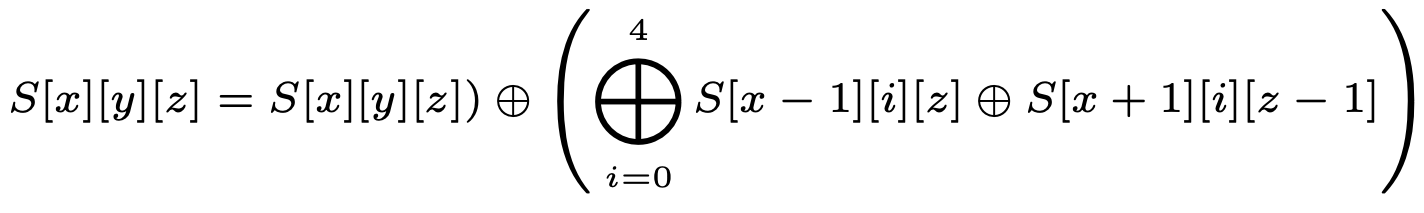 S[x][y][z] = S[x][y][z]) ⊕ ( ⨁_{i=0}^{4} S[x − 1][i][z] ⊕ S[x + 1][i][z − 1] )